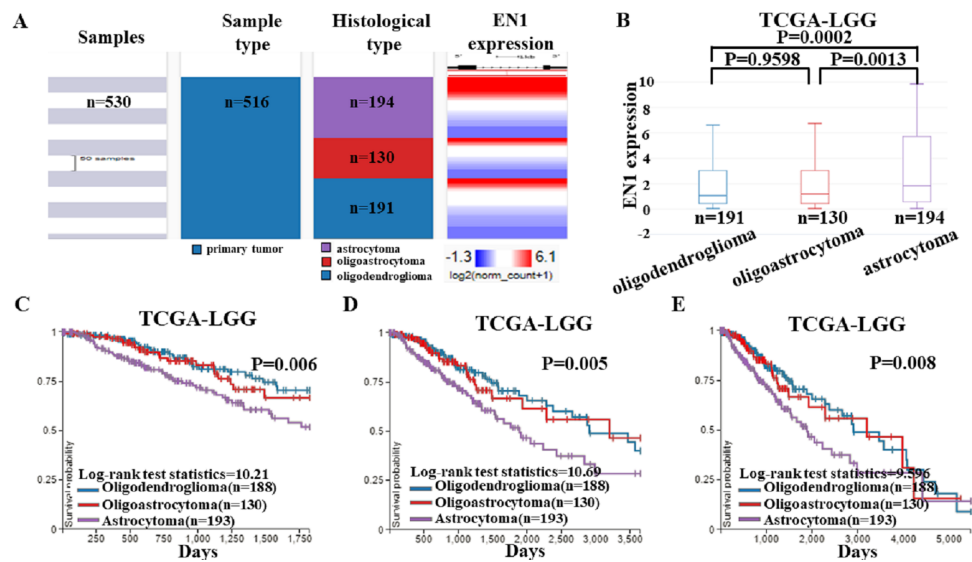 A
Samples
Sample
type
Histological
type
EN1
expression
n=530
n=516
n=194
50 samples
n=130
n=191
primary tumor
astrocytoma
oligoastrocytoma
oligodendroglioma
-1.3
6.1
log2(norm_count+1)
B
TCGA-LGG
P=0.0002
P=0.9598
P=0.0013
EN1 expression
10
8
6
4
2
0
-2
n=191
n=130
n=194
oligodendroglioma
oligoastrocytoma
astrocytoma
C
TCGA-LGG
P=0.006
1
0.75
0.5
0.25
Survival probability
Log-rank test statistics=10.21
Oligodendroglioma(n=188)
Oligoastrocytoma(n=130)
Astrocytoma(n=193)
250
500
750
1,000
1,250
1,500
1,750
Days
D
TCGA-LGG
P=0.005
1
0.75
0.5
0.25
Survival probability
Log-rank test statistics=10.69
Oligodendroglioma(n=188)
Oligoastrocytoma(n=130)
Astrocytoma(n=193)
500
1,000
1,500
2,000
2,500
3,000
3,500
Days
E
TCGA-LGG
P=0.008
1
0.75
0.5
0.25
Survival probability
Log-rank test statistics=9.596
Oligodendroglioma(n=188)
Oligoastrocytoma(n=130)
Astrocytoma(n=193)
0
1,000
2,000
3,000
4,000
5,000
Days